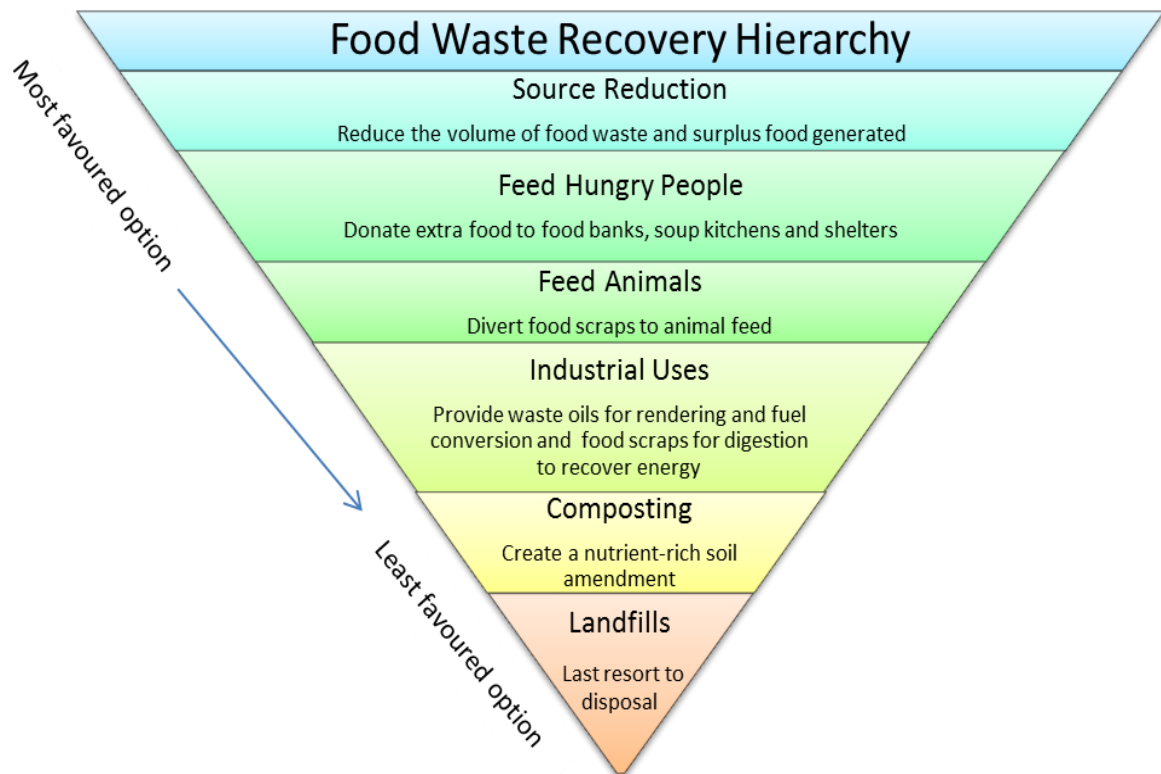 Food Waste Recovery Hierarchy
Most favoured option
Source Reduction
Reduce the volume of food waste and surplus food generated
Feed Hungry People
Donate extra food to food banks, soup kitchens and shelters
Feed Animals
Divert food scraps to animal feed
Industrial Uses
Provide waste oils for rendering and fuel
conversion and food scraps for digestion
to recover energy
Composting
Create a nutrient-rich soil
amendment
Least favoured option
Landfills
Last resort to
disposal